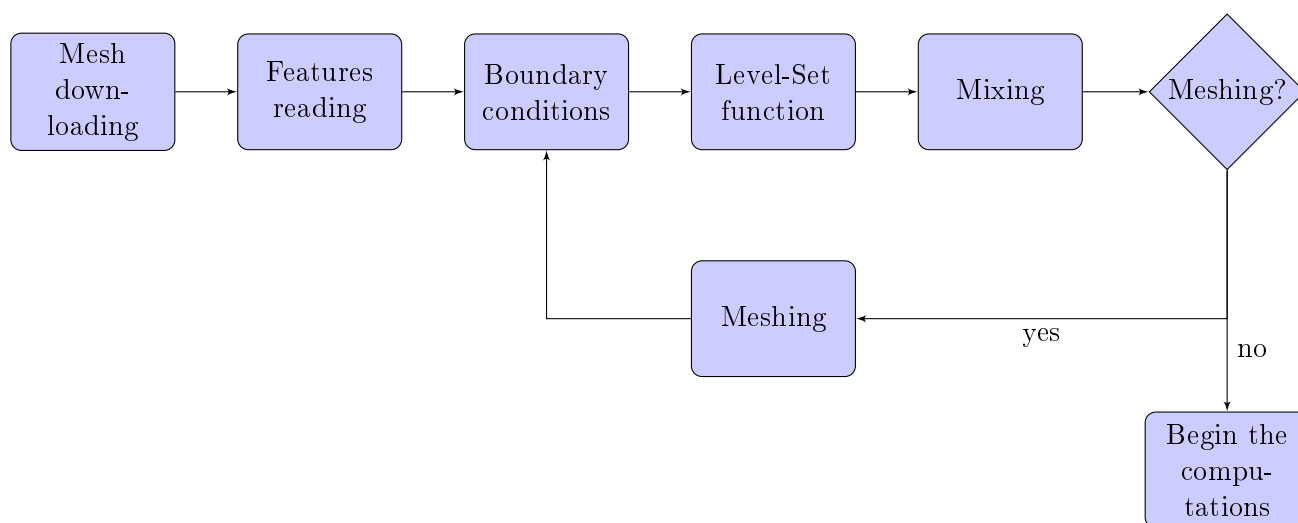 Mesh
down-
loading
Features
reading
Boundary
conditions
Level-Set
function
Mixing
Meshing?
Meshing
yes
no
Begin the
compu-
tations